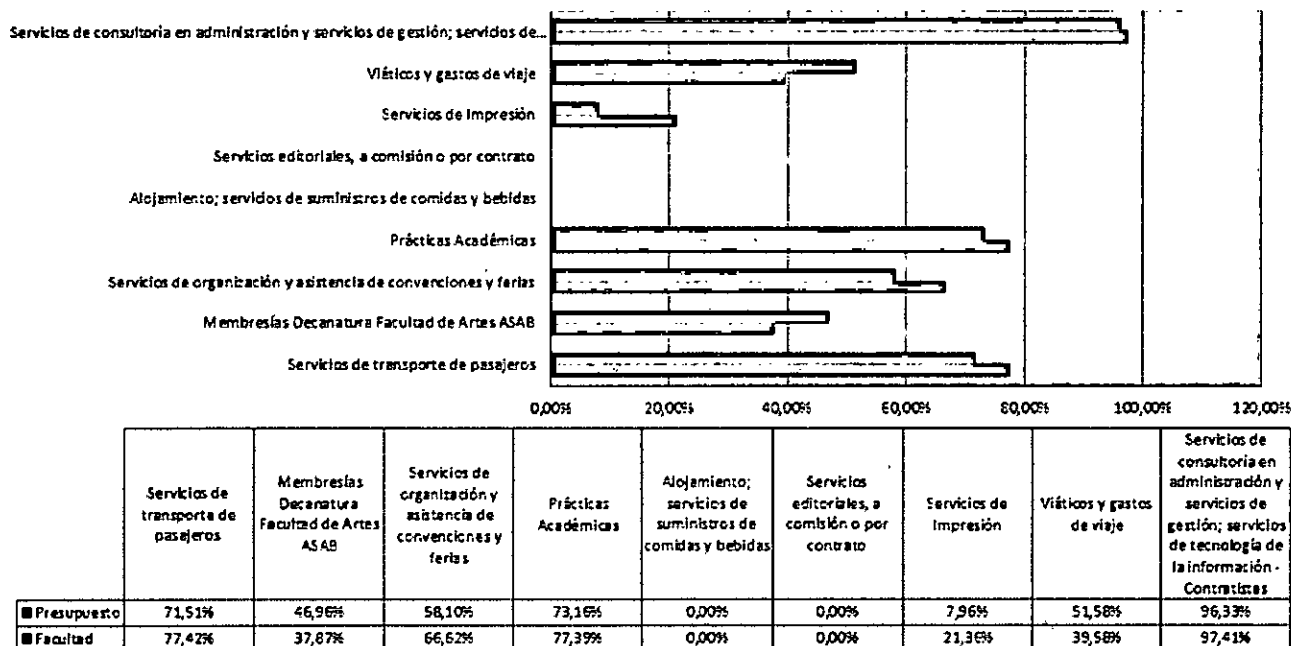 Servicios de consultoria en administración y servicios de gestión; servicios de...
Viáticos y gastos de viaje
Servicios de Impresión
Servicios editoriales, a comisión o por contrato
Alojamiento; servicios de suministros de comidas y bebidas
Prácticas Académicas
Servicios de organización y asistencia de convenciones y ferias
Membresías Decanatura Facultad de Artes ASAB
Servicios de transporte de pasajeros
0,00% 20,00% 40,00% 60,00% 80,00% 100,00% 120,00%
Servicios de
transporte de
pasajeros
Membresías
Decanatura
Facultad de Artes
ASAB
Servicios de
organización y
asistencia de
convenciones y
ferias
Prácticas
Académicas
Alojamiento;
servicios de
suministros de
comidas y bebidas
Servicios
editoriales, a
comisión o por
contrato
Servicios de
Impresión
Viáticos y gastos
de viaje
Servicios de
consultoria en
administración y
servicios de
gestión; servicios
de tecnología de
la información -
Contratistas
Presupuesto 71,51% 46,96% 58,10% 73,16% 0,00% 0,00% 7,96% 51,58% 96,33%
Facultad 77,42% 37,87% 66,62% 77,39% 0,00% 0,00% 21,36% 39,58% 97,41%